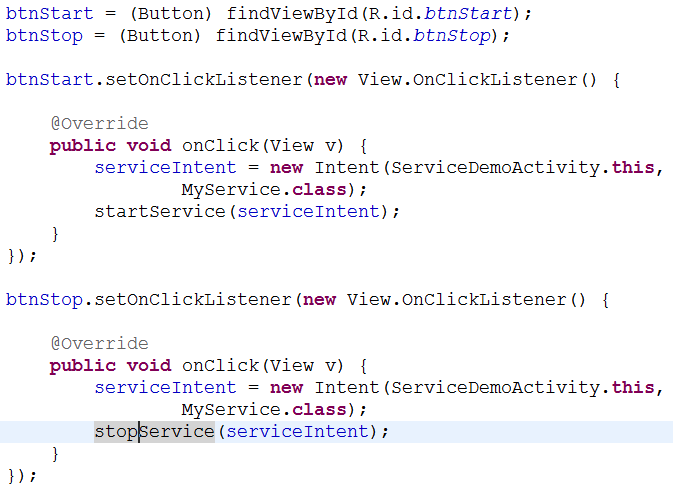 btnStart = (Button) findViewById(R.id.btnStart);
btnStop = (Button) findViewById(R.id.btnStop);
btnStart.setOnClickListener(new View.OnClickListener() {
@Override
public void onClick(View v) {
serviceIntent = new Intent(ServiceDemoActivity.this,
MyService.class);
startService(serviceIntent);
}
});
btnStop.setOnClickListener(new View.OnClickListener() {
@Override
public void onClick(View v) {
serviceIntent = new Intent(ServiceDemoActivity.this,
MyService.class);
stopService(serviceIntent);
}
});